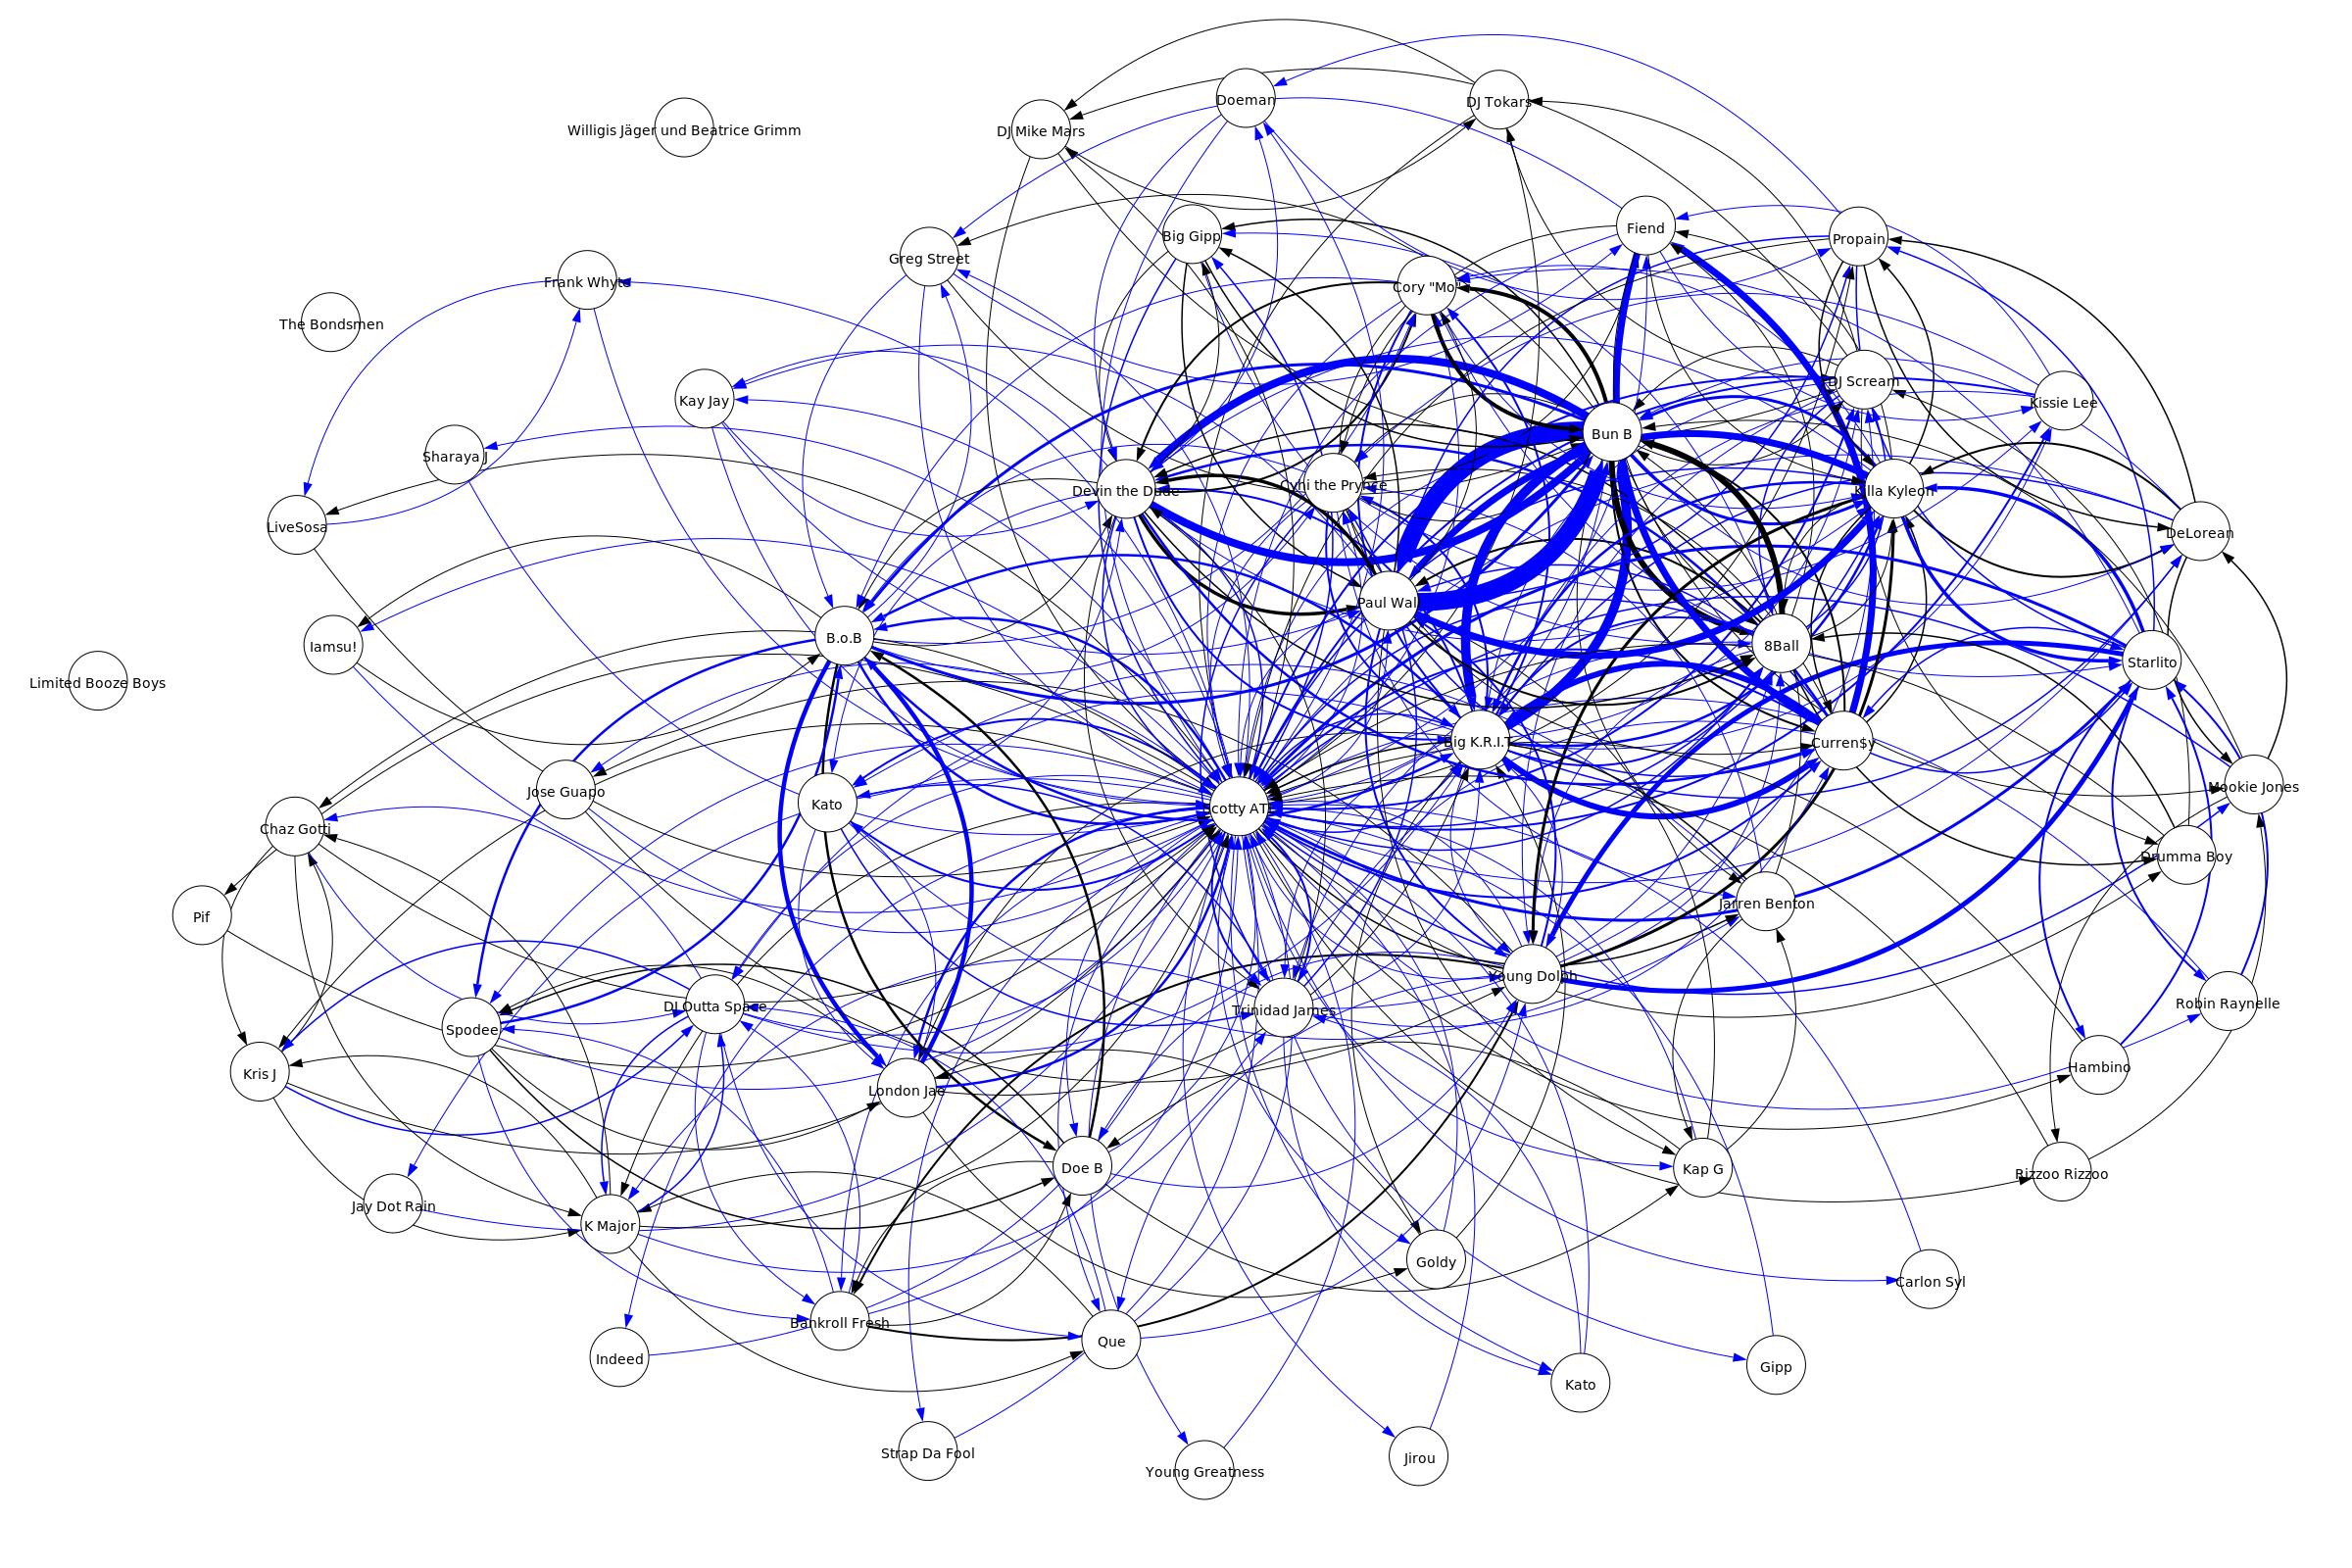 DJ Tokars
Doeman
DJ Mike Mars
Willigis Jäger und Beatrice Grimm
Fiend
Big Gipp
Propain
Greg Street
Frank Whyte
Cory "Mo"
The Bondsmen
DJ Scream
Kay Jay
Kissie Lee
Bun B
Sharaya J
Cyhi the Prynce
Devin the Dude
Killa Kyleon
LiveSosa
DeLorean
Paul Wall
B.o.B
Iamsu!
8Ball
Starlito
Limited Booze Boys
Big K.R.I.T.
Curren$y
Mookie Jones
Jose Guapo
Kato
Scotty ATL
Chaz Gotti
Drumma Boy
Jarren Benton
Pif
Young Dolph
Robin Raynelle
DJ Outta Space
Trinidad James
Spodee
Hambino
Kris J
London Jae
Doe B
Kap G
Rizzoo Rizzoo
Jay Dot Rain
K Major
Goldy
Carlon Syl
Bankroll Fresh
Que
Indeed
Gipp
Kato
Strap Da Fool
Jirou
Young Greatness